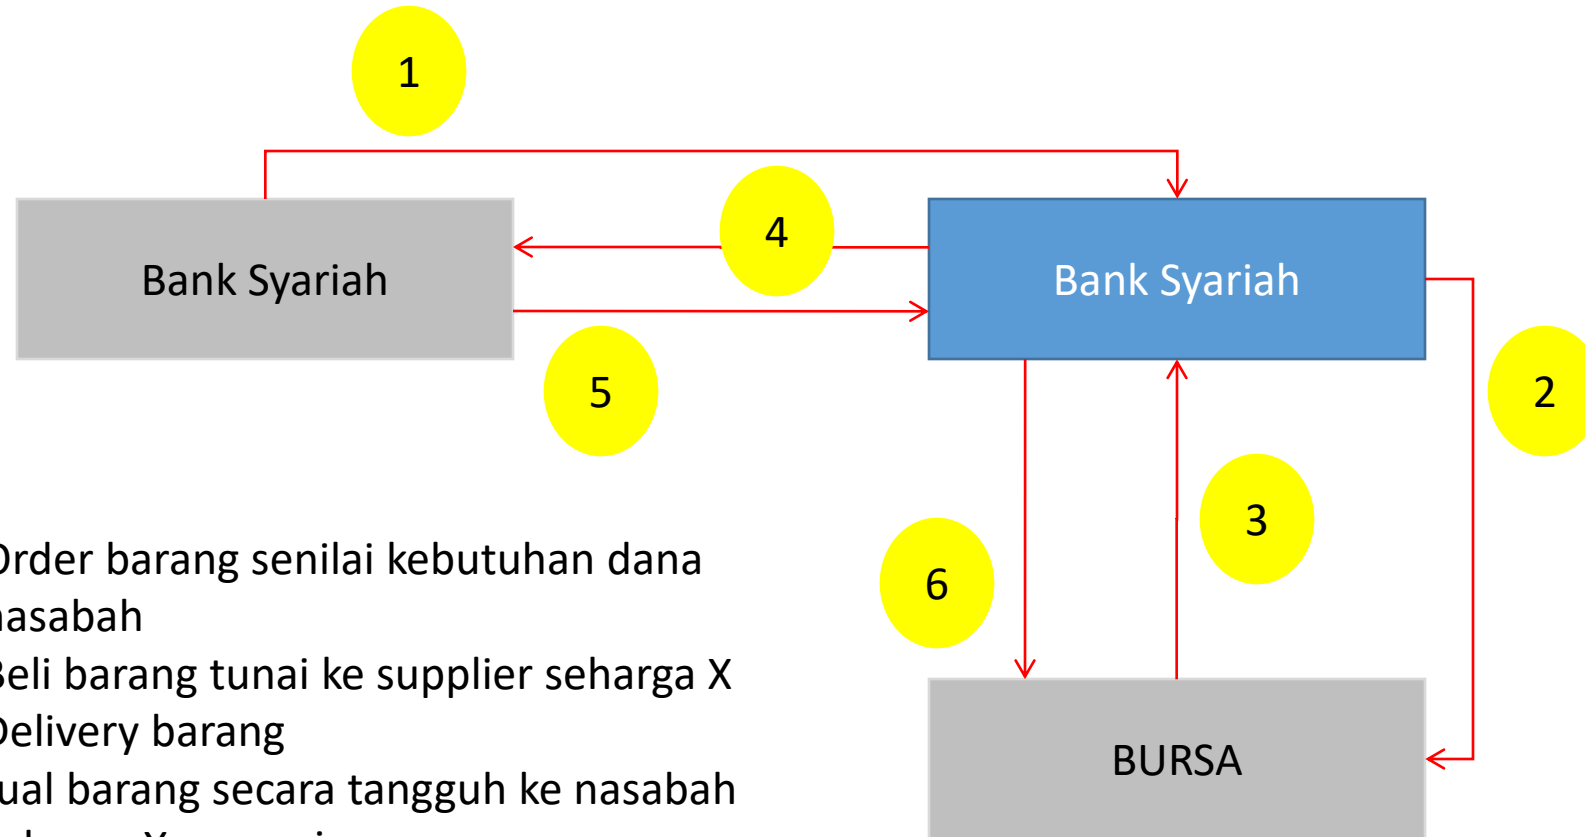 1
4
Bank Syariah
Bank Syariah
5
2
3
6
Order barang senilai kebutuhan dana
nasabah
Beli barang tunai ke supplier seharga X
Delivery barang
ual barang secara tangguh ke nasabah
BURSA